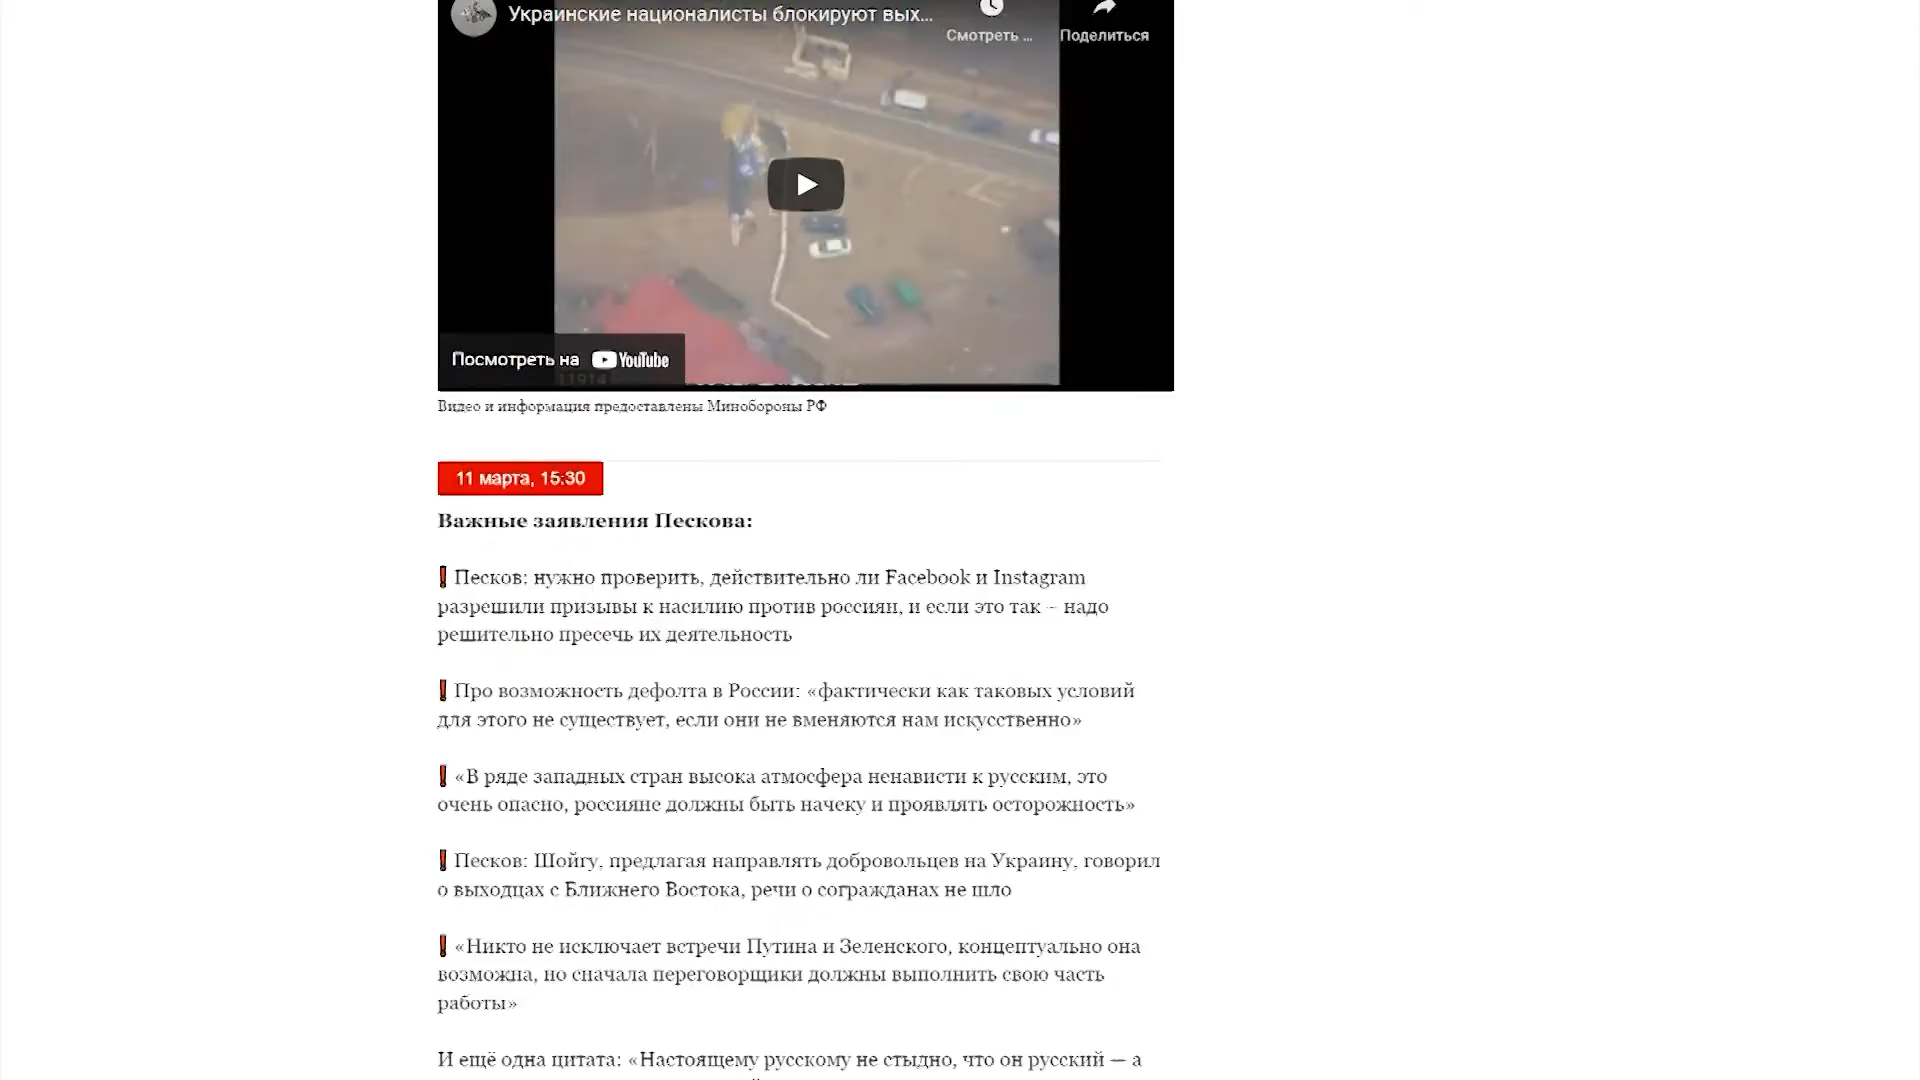 Украинские националисты блокируют вых...
Смотреть ...
Поделиться
Посмотреть на YouTube
11914
Видео и информация предоставлены Минобороны РФ
11 марта, 15:30
Важные заявления Пескова:
❗Песков: нужно проверить, действительно ли Facebook и Instagram
разрешили призывы к насилию против россиян, и если это так – надо
решительно пресечь их деятельность
❗Про возможность дефолта в России: «фактически как таковых условий
для этого не существует, если они не вменяются нам искусственно»
❗«В ряде западных стран высока атмосфера ненависти к русским, это
очень опасно, россияне должны быть начеку и проявлять осторожность»
❗Песков: Шойгу, предлагая направлять добровольцев на Украину, говорил
о выходцах с Ближнего Востока, речи о согражданах не шло
❗«Никто не исключает встречи Путина и Зеленского, концептуально она
возможна, но сначала переговорщики должны выполнить свою часть
работы»
И ещё одна цитата: «Настоящему русскому не стыдно, что он русский — а